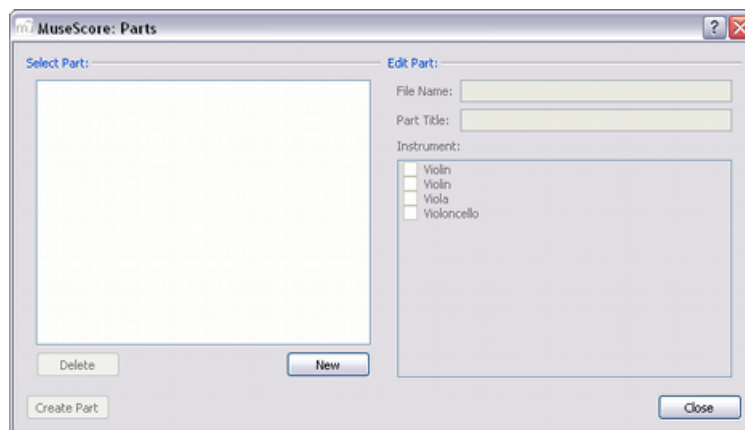 MuseScore: Parts
Select Part:
Delete
New
Create Part
Edit Part:
File Name:
Part Title:
Instrument:
Violin
Violin
Viola
Violoncello
Close